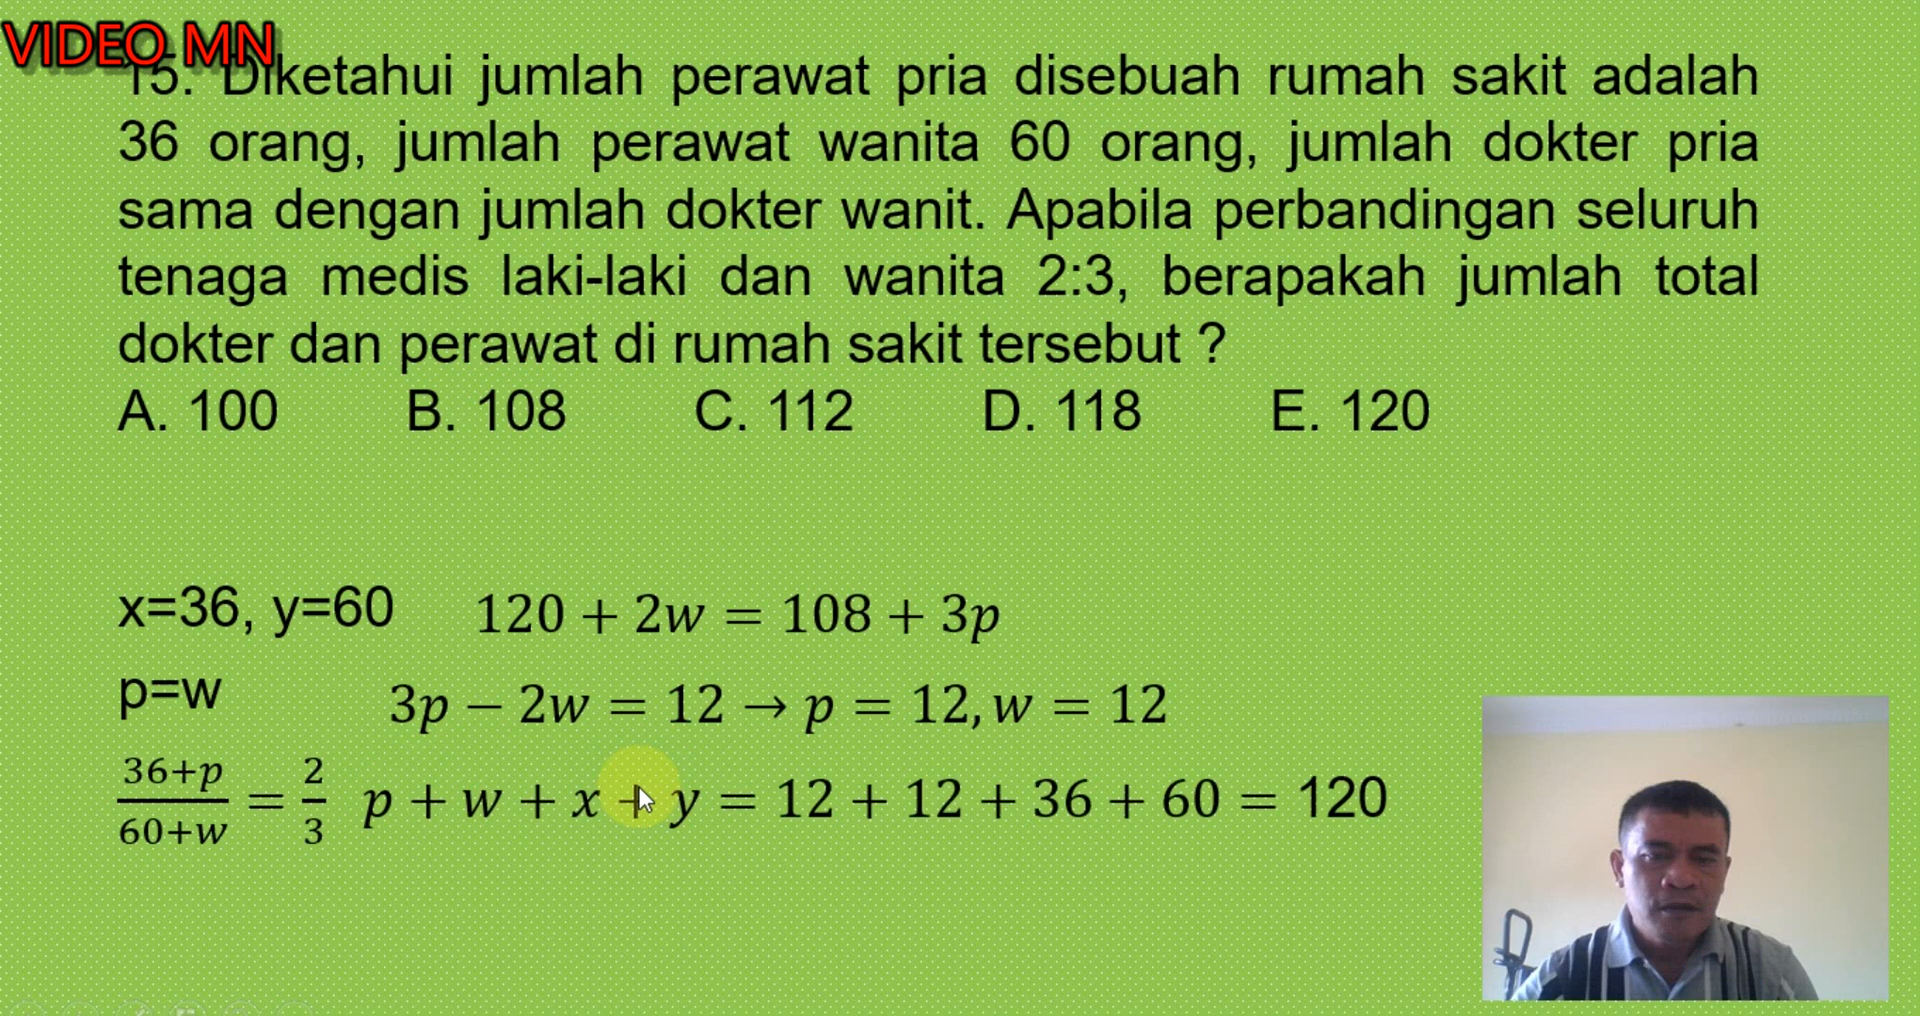 VIDEO MN
15. Diketahui jumlah perawat pria disebuah rumah sakit adalah
36 orang, jumlah perawat wanita 60 orang, jumlah dokter pria
sama dengan jumlah dokter wanit. Apabila perbandingan seluruh
tenaga medis laki-laki dan wanita 2:3, berapakah jumlah total
dokter dan perawat di rumah sakit tersebut ?
A. 100 B. 108 C. 112 D. 118 E. 120
x=36, y=60 120 + 2w = 108 + 3p
p=w 3p − 2w = 12 → p = 12, w = 12
(36+p)/(60+w) = 2/3 p + w + x + y = 12 + 12 + 36 + 60 = 120